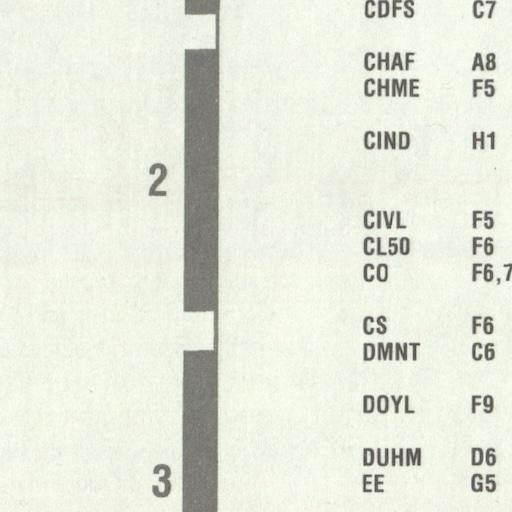 CDFS C7
CHAF A8
CHME F5
CIND H1
2
CIVL F5
CL50 F6
CO F6,7
CS F6
DMNT C6
DOYL F9
DUHM D6
3
EE G5